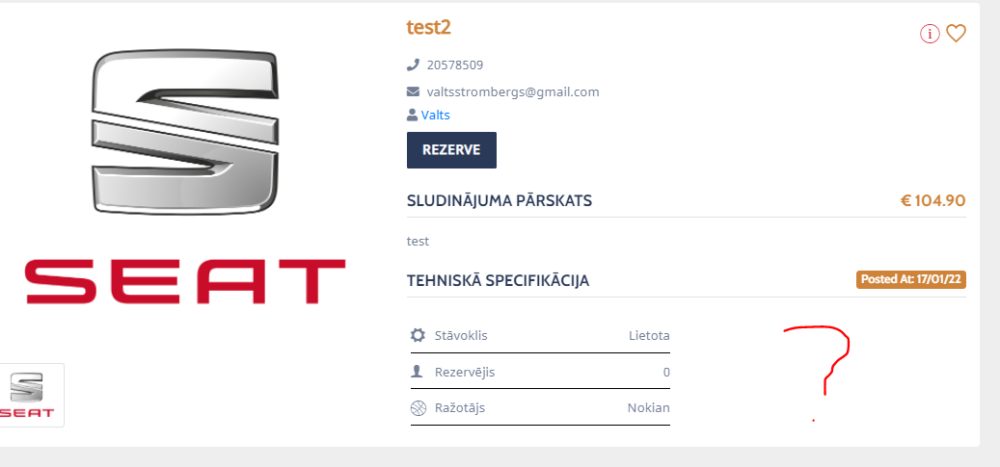 SEAT
SEAT
test2
20578509
valtsstrombergs@gmail.com
Valts
REZERVE
SLUDINĀJUMA PĀRSKATS € 104.90
test
TEHNISKĀ SPECIFIKĀCIJA Posted At: 17/01/22
Stāvoklis Lietota
Rezervējis 0
Ražotājs Nokian
?